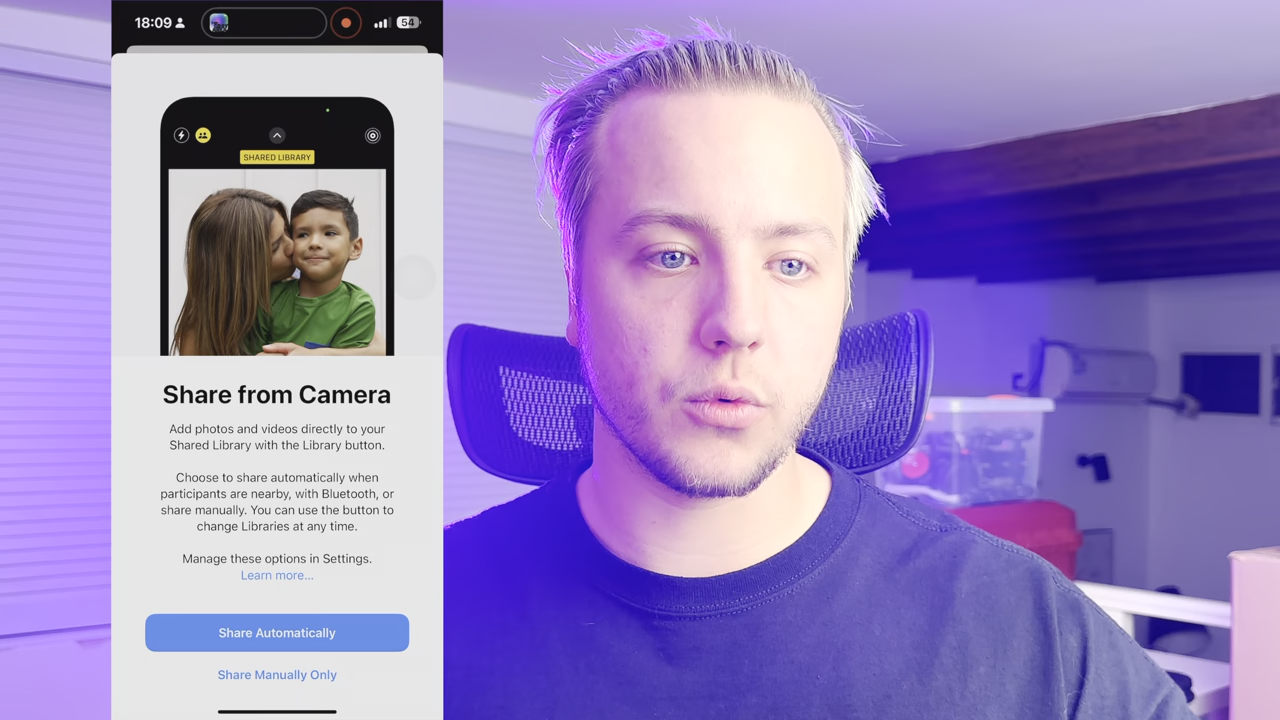 18:09
54
SHARED LIBRARY
Share from Camera
Add photos and videos directly to your
Shared Library with the Library button.
Choose to share automatically when
participants are nearby, with Bluetooth, or
share manually. You can use the button to
change Libraries at any time.
Manage these options in Settings.
Learn more...
Share Automatically
Share Manually Only